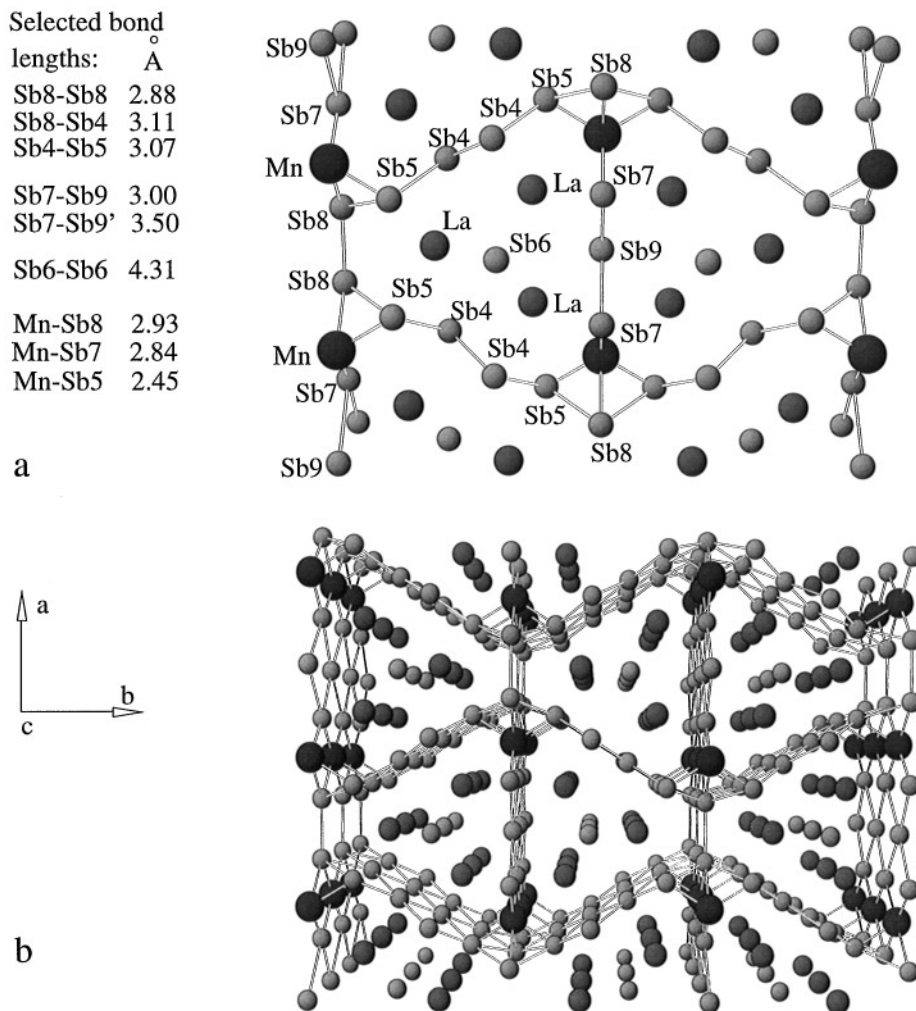 Selected bond
lengths: Å
Sb8-Sb8 2.88
Sb8-Sb4 3.11
Sb4-Sb5 3.07
Sb7-Sb9 3.00
Sb7-Sb9' 3.50
Sb6-Sb6 4.31
Mn-Sb8 2.93
Mn-Sb7 2.84
Mn-Sb5 2.45
Sb9
Sb8
Sb5
Sb7
Sb4
Sb4
Mn
Sb5
La
Sb7
Sb8
La
Sb6
Sb9
Sb8
Sb5
La
Sb4
Sb7
Mn
Sb4
Sb7
Sb5
Sb8
Sb9
a
a
b
c
b